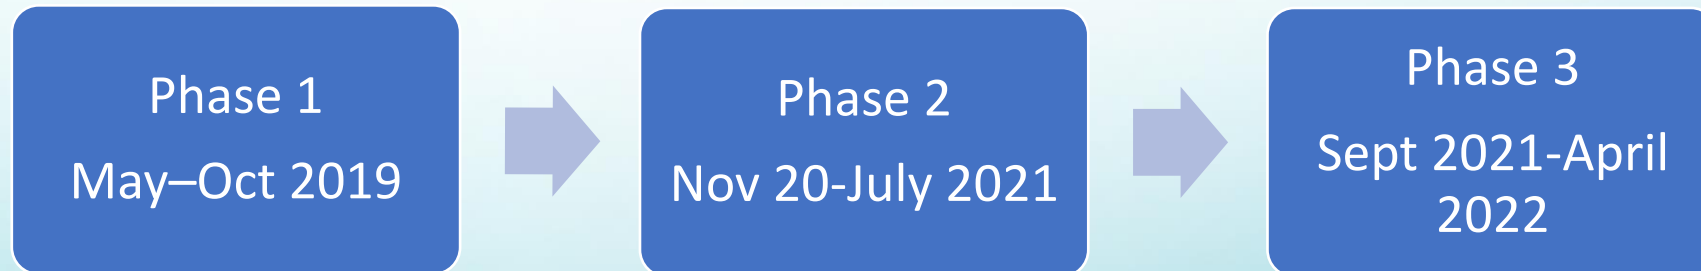 Phase 1
May–Oct 2019
Phase 2
Nov 20-July 2021
Phase 3
Sept 2021-April
2022